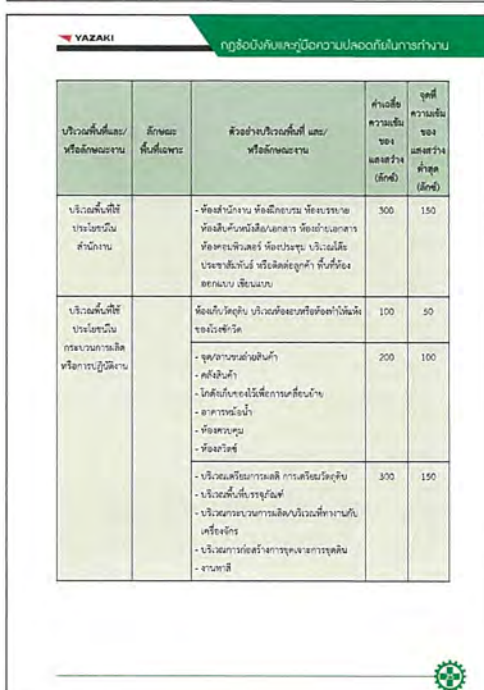 YAZAKI
กฎข้อบังคับและคู่มือความปลอดภัยในการทำงาน
บริเวณพื้นที่และ/
หรือลักษณะงาน
ลักษณะ
พื้นที่เฉพาะ
ตัวอย่างบริเวณพื้นที่ และ/
หรือลักษณะงาน
ค่าเฉลี่ย
ความเข้ม
ของ
แสงสว่าง
(ลักซ์)
จุดที่
ความเข้ม
ของ
แสงสว่าง
ต่ำสุด
(ลักซ์)
บริเวณพื้นที่ใช้
ประโยชน์ใน
สำนักงาน
- ห้องสำนักงาน ห้องฝึกอบรม ห้องบรรยาย
ห้องสืบค้นหนังสือ/เอกสาร ห้องถ่ายเอกสาร
ห้องคอมพิวเตอร์ ห้องประชุม บริเวณโต๊ะ
ประชาสัมพันธ์ หรือติดต่อลูกค้า พื้นที่ห้อง
ออกแบบ เขียนแบบ
300
150
บริเวณพื้นที่ใช้
ประโยชน์ใน
กระบวนการผลิต
หรือการปฏิบัติงาน
ห้องเก็บวัตถุดิบ บริเวณห้องอบหรือห้องทำให้แห้ง
ของโรงซักรีด
100
50
- จุด/ลานขนถ่ายสินค้า
- คลังสินค้า
- โกดังเก็บของไว้เพื่อการเคลื่อนย้าย
- อาคารหม้อน้ำ
- ห้องควบคุม
- ห้องสวิตซ์
200
100
- บริเวณเตรียมการผลิต การเตรียมวัตถุดิบ
- บริเวณพื้นที่บรรจุภัณฑ์
- บริเวณกระบวนการผลิต/บริเวณที่ทำงานกับ
เครื่องจักร
- บริเวณการก่อสร้างการขุดเจาะการขุดดิน
- งานทาสี
300
150